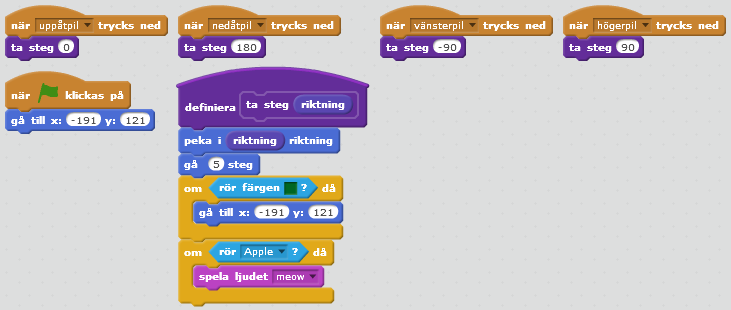 när uppåtpil trycks ned
ta steg 0
när nedåtpil trycks ned
ta steg 180
när vänsterpil trycks ned
ta steg -90
när högerpil trycks ned
ta steg 90
när klickas på
gå till x: -191 y: 121
definiera ta steg riktning
peka i riktning riktning
gå 5 steg
om rör färgen ? då
gå till x: -191 y: 121
om rör Apple ? då
spela ljudet meow